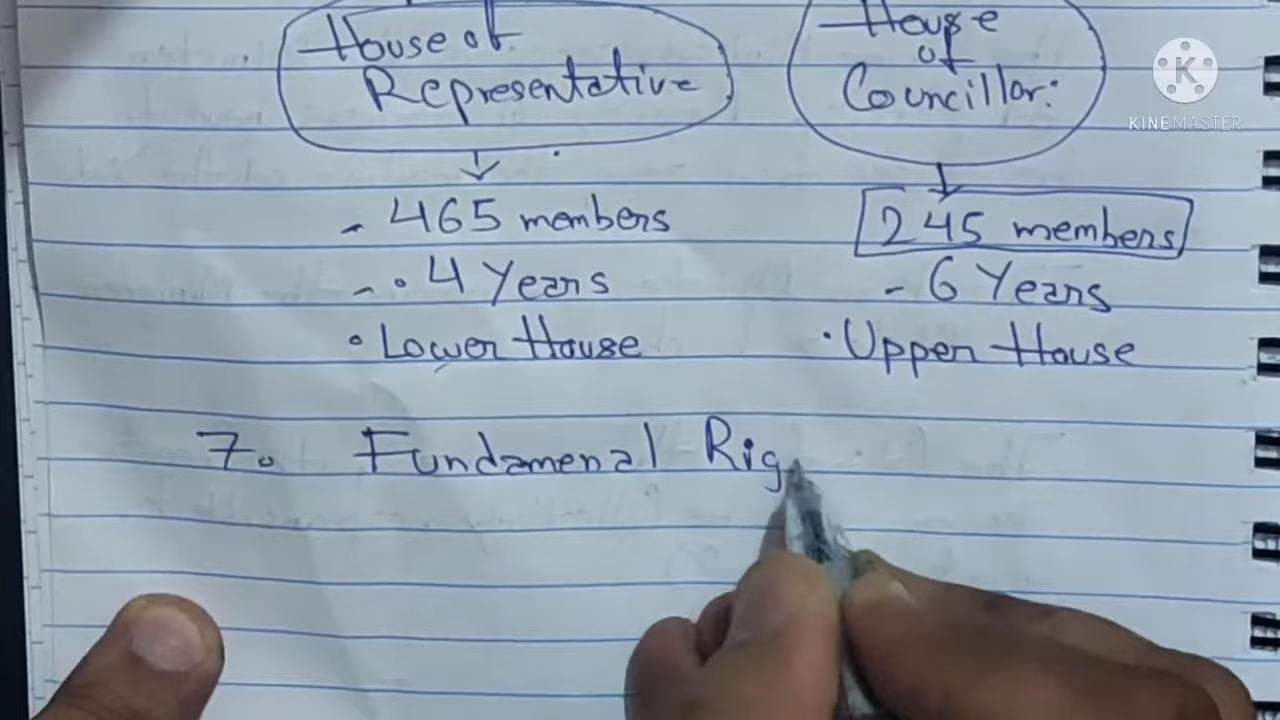 House of
Representative
House
of
Councillor:
- 465 members
- . 4 Years
• Lower House
245 members
- 6 Years
• Upper House
7. Fundamenal Rig
K
KINEMASTER